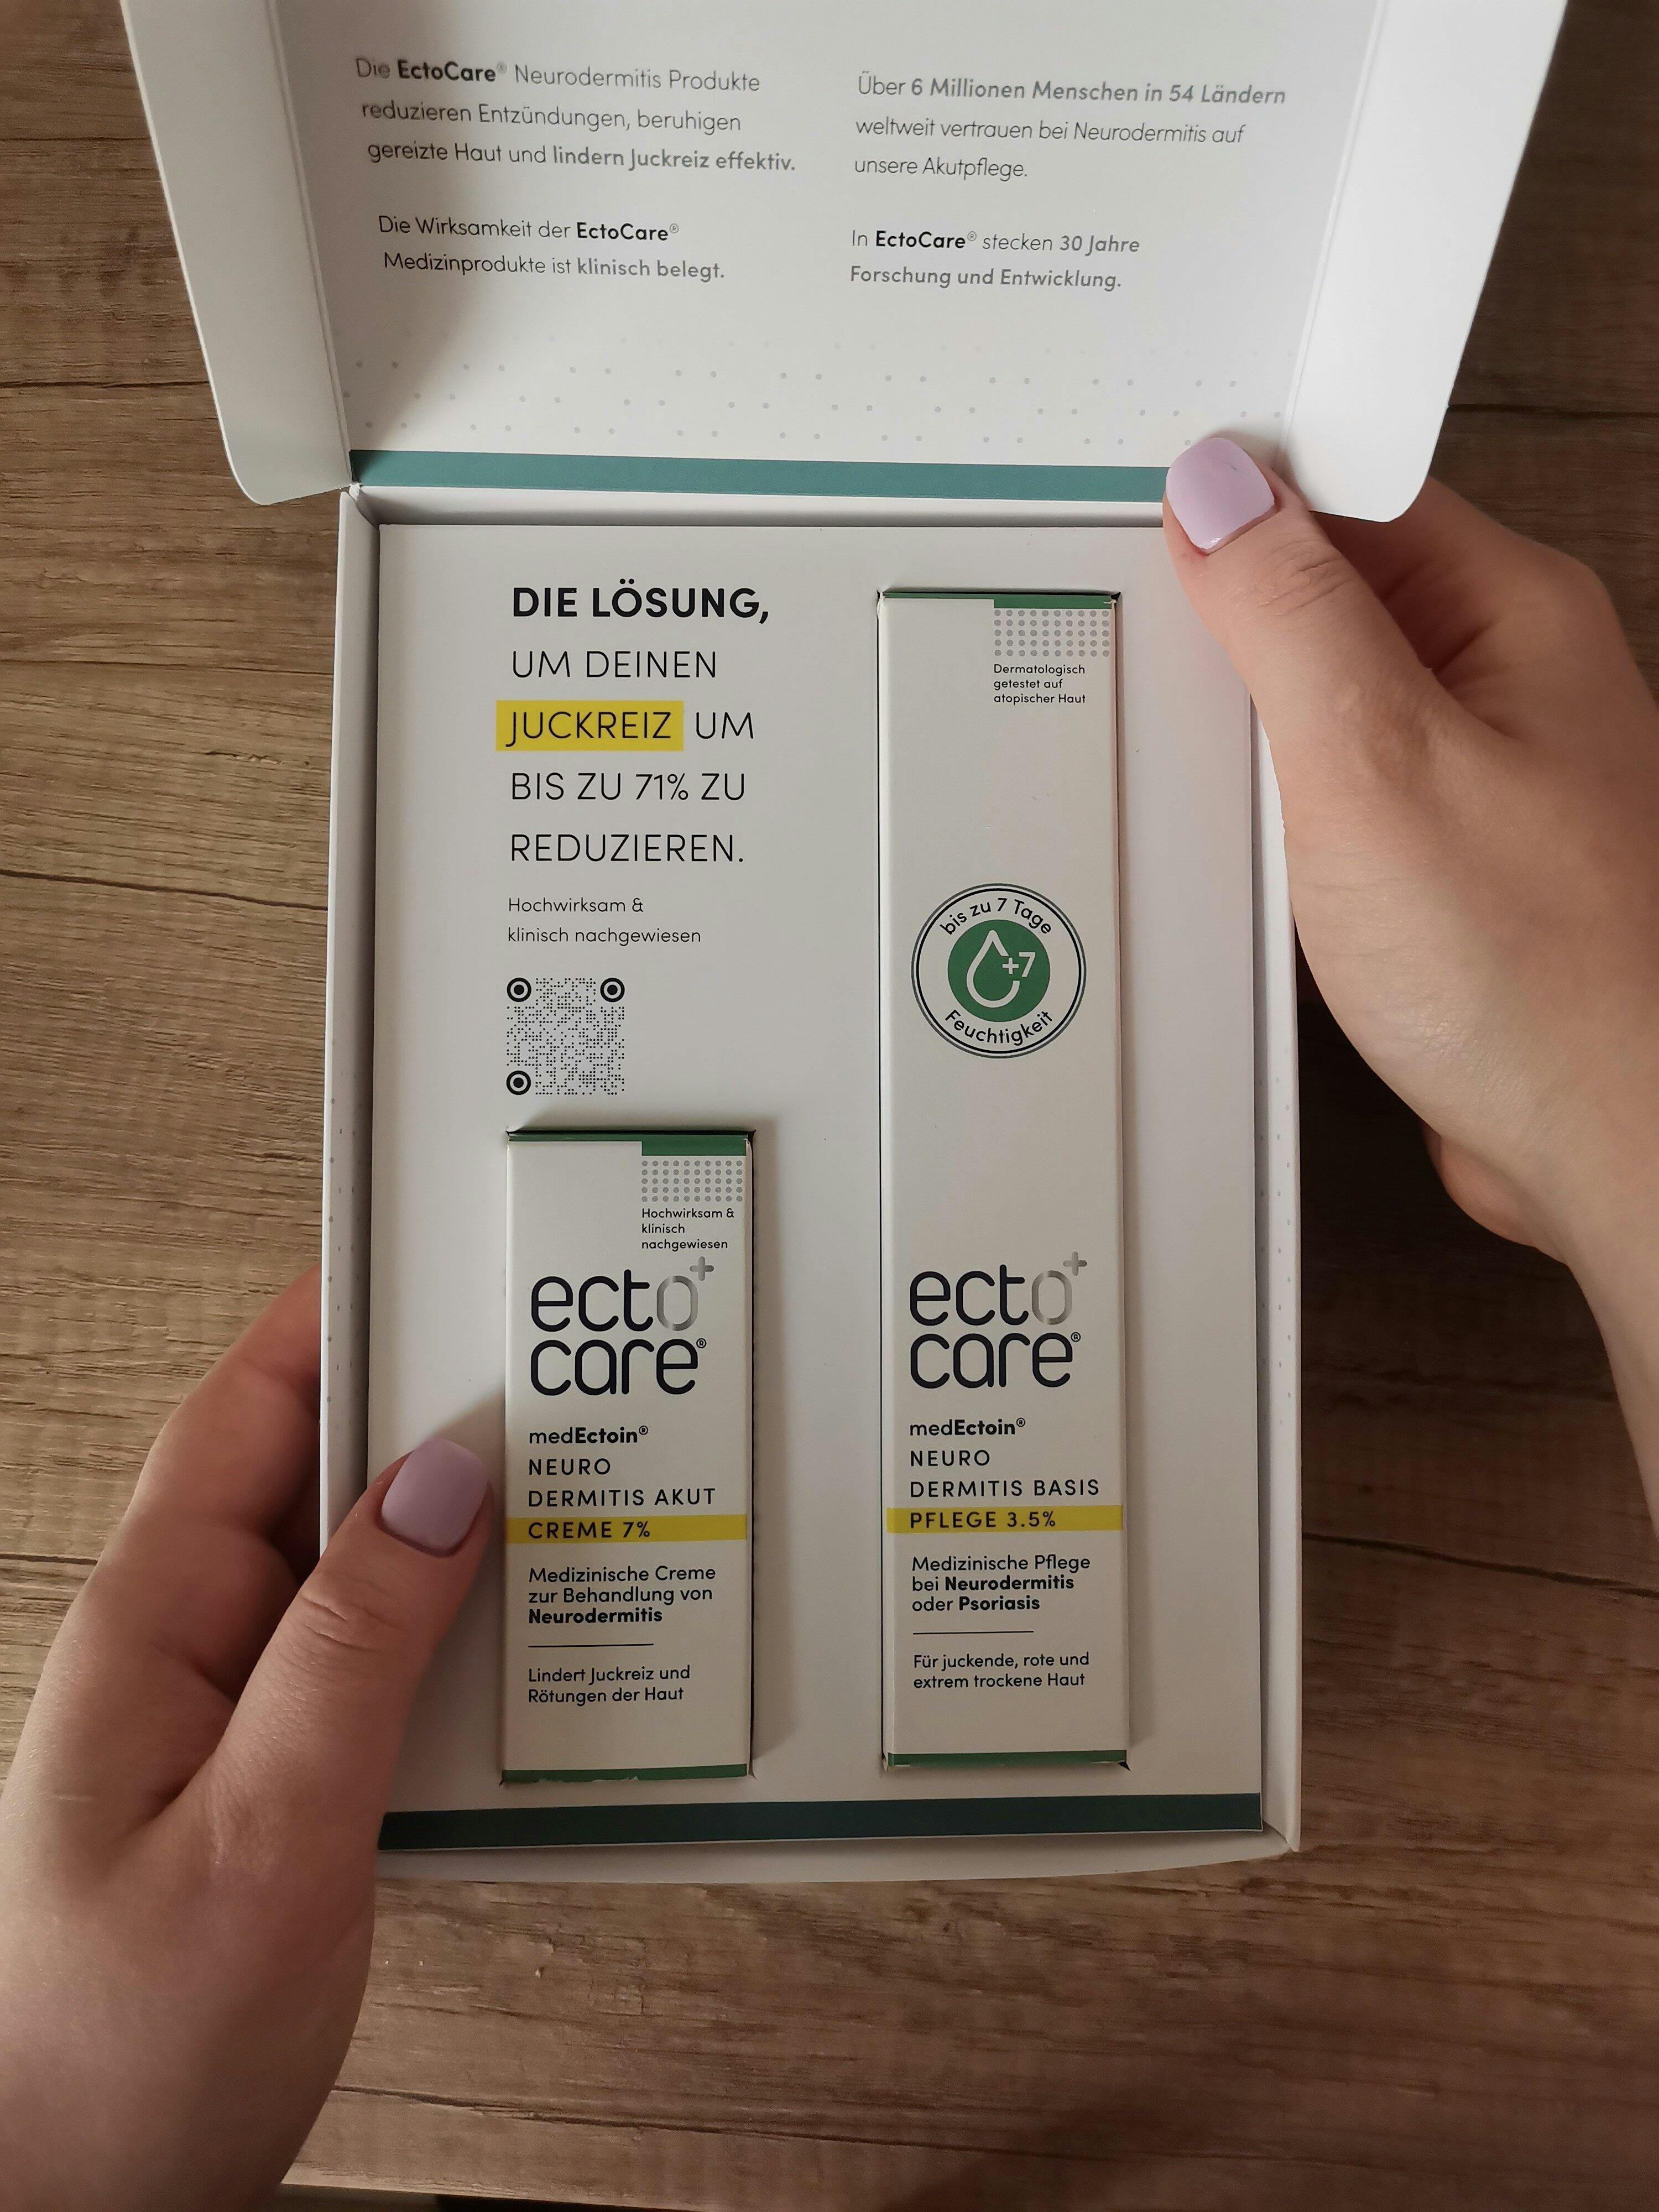 Die EctoCare® Neurodermitis Produkte
reduzieren Entzündungen, beruhigen
gereizte Haut und lindern Juckreiz effektiv.
Die Wirksamkeit der EctoCare®
Medizinprodukte ist klinisch belegt.
Über 6 Millionen Menschen in 54 Ländern
weltweit vertrauen bei Neurodermitis auf
unsere Akutpflege.
In EctoCare® stecken 30 Jahre
Forschung und Entwicklung.
DIE LÖSUNG,
UM DEINEN
JUCKREIZ UM
BIS ZU 71% ZU
REDUZIEREN.
Hochwirksam &
klinisch nachgewiesen
Hochwirksam &
klinisch
nachgewiesen
ecto+
care®
medEctoin®
NEURO
DERMITIS AKUT
CREME 7%
Medizinische Creme
zur Behandlung von
Neurodermitis
Lindert Juckreiz und
Rötungen der Haut
Dermatologisch
getestet auf
atopischer Haut
bis zu 7 Tage
+7
Feuchtigkeit
ecto+
care®
medEctoin®
NEURO
DERMITIS BASIS
PFLEGE 3.5%
Medizinische Pflege
bei Neurodermitis
oder Psoriasis
Für juckende, rote und
extrem trockene Haut